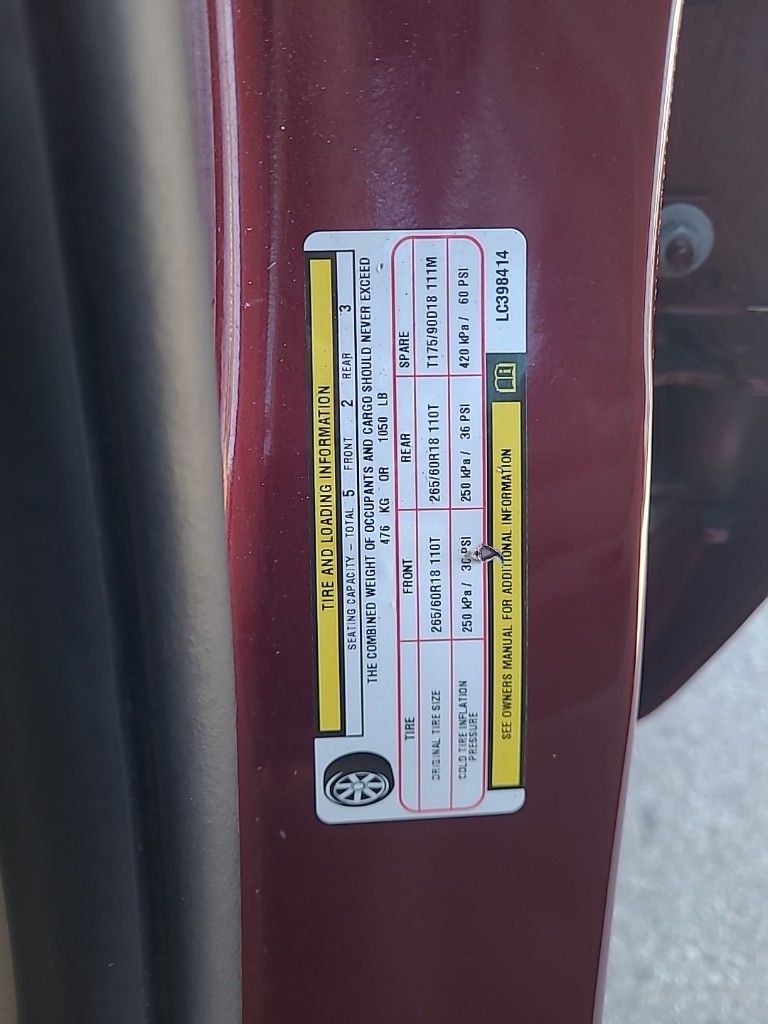 TIRE AND LOADING INFORMATION
SEATING CAPACITY – TOTAL 5 FRONT 2 REAR 3
THE COMBINED WEIGHT OF OCCUPANTS AND CARGO SHOULD NEVER EXCEED
476 KG OR 1050 LB
TIRE FRONT REAR SPARE
ORIGINAL TIRE SIZE 265/60R18 110T 265/60R18 110T T175/90D18 111M
COLD TIRE INFLATION PRESSURE 250 kPa / 36 PSI 250 kPa / 36 PSI 420 kPa / 60 PSI
SEE OWNERS MANUAL FOR ADDITIONAL INFORMATION LC398414